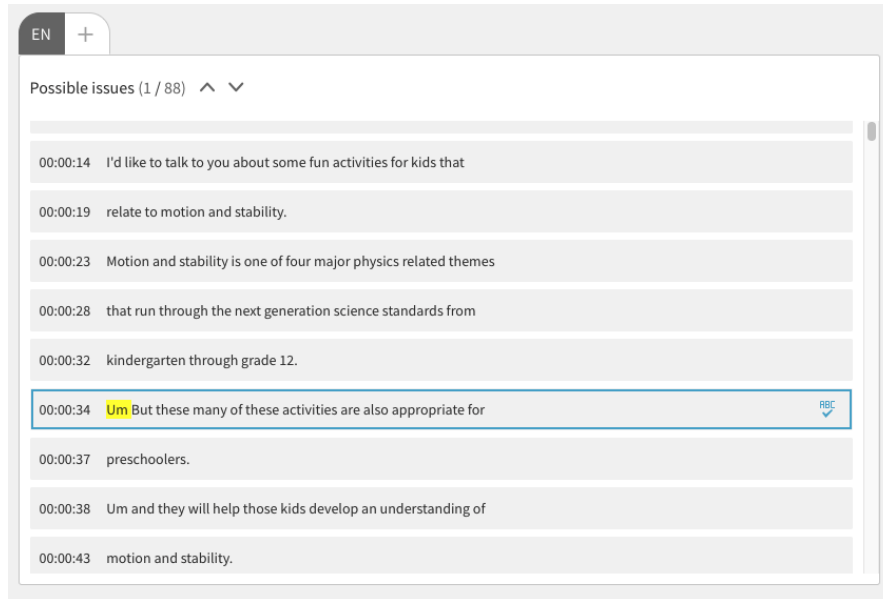 EN +
Possible issues (1 / 88)
00:00:14 I'd like to talk to you about some fun activities for kids that
00:00:19 relate to motion and stability.
00:00:23 Motion and stability is one of four major physics related themes
00:00:28 that run through the next generation science standards from
00:00:32 kindergarten through grade 12.
00:00:34 Um But these many of these activities are also appropriate for ABC
00:00:37 preschoolers.
00:00:38 Um and they will help those kids develop an understanding of
00:00:43 motion and stability.